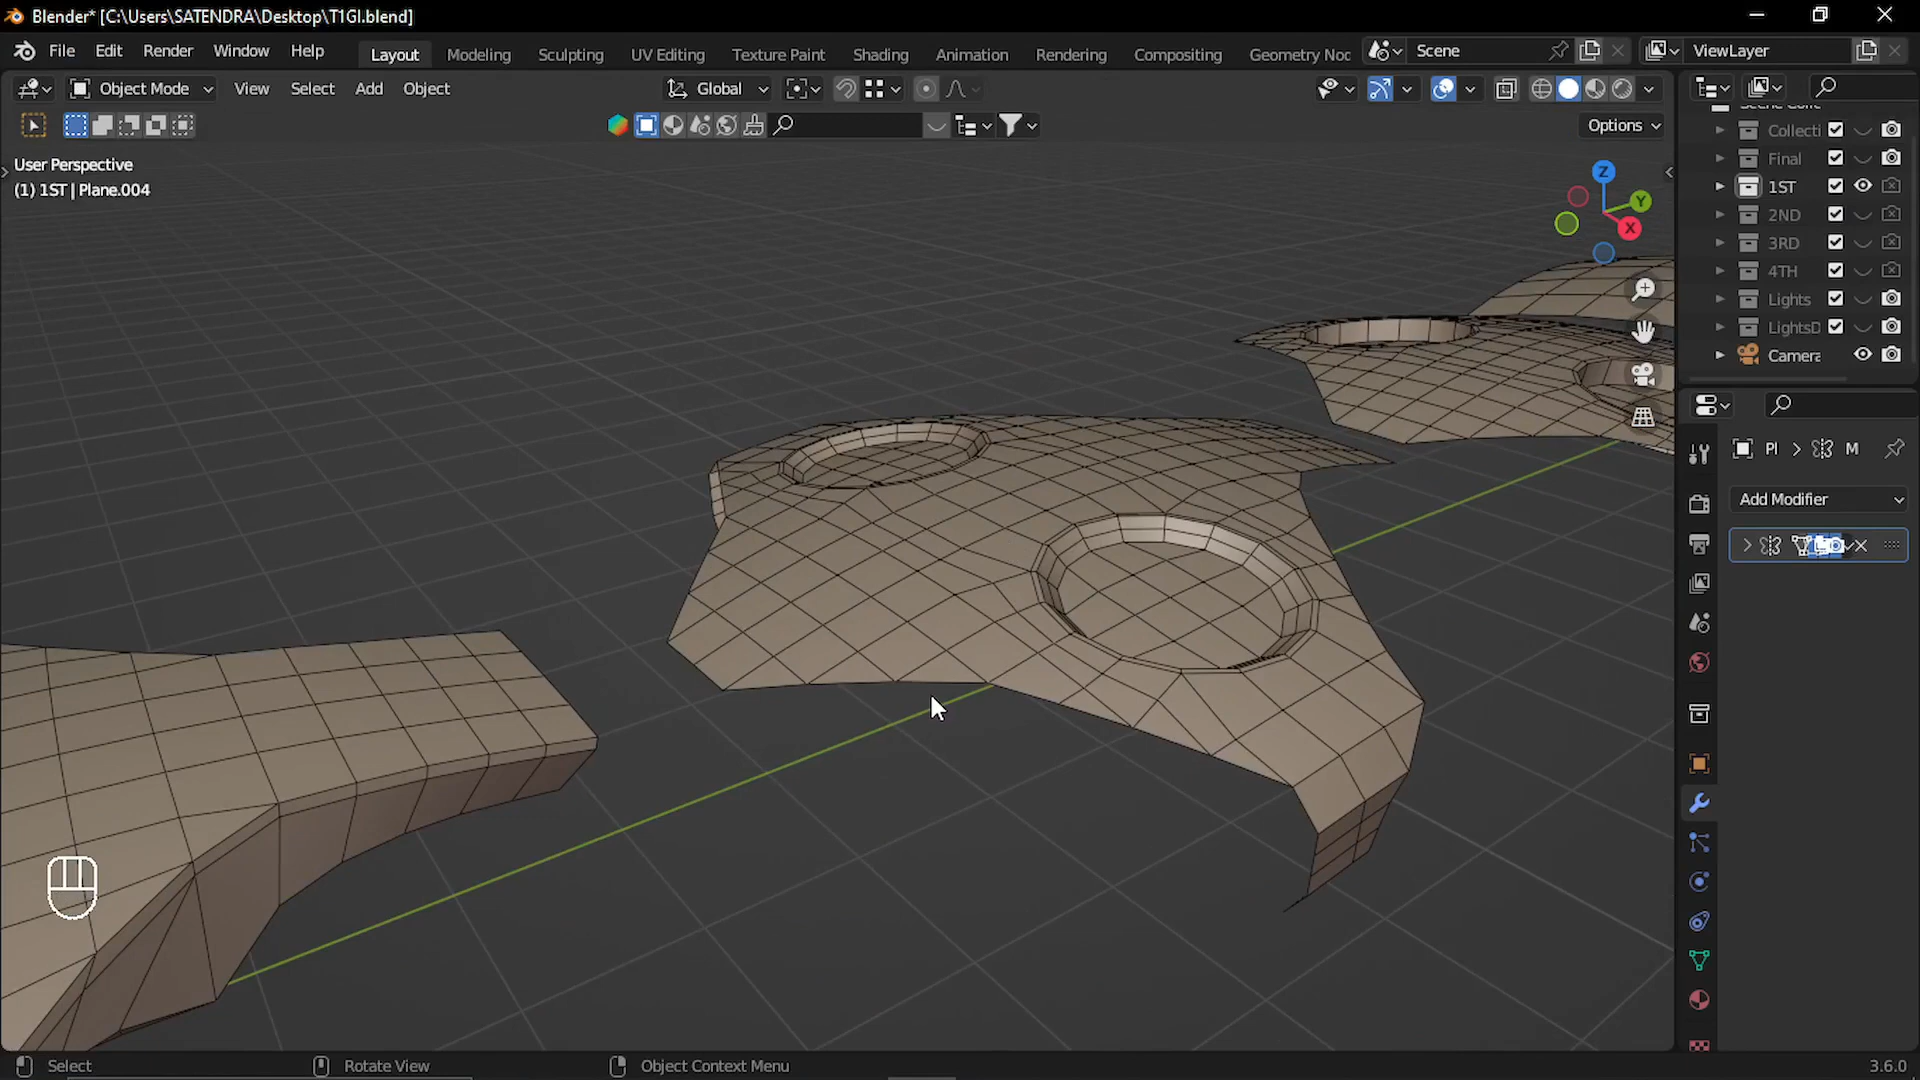 Blender* [C:\Users\SATENDRA\Desktop\T1GI.blend]
File Edit Render Window Help Layout Modeling Sculpting UV Editing Texture Paint Shading Animation Rendering Compositing Geometry Noc Scene ViewLayer
Object Mode View Select Add Object Global
Options
User Perspective
(1) 1ST | Plane.004
Z
Y
X
Collecti
Final
1ST
2ND
3RD
4TH
Lights
LightsD
Camera
Pl > M
Add Modifier
Select Rotate View Object Context Menu 3.6.0